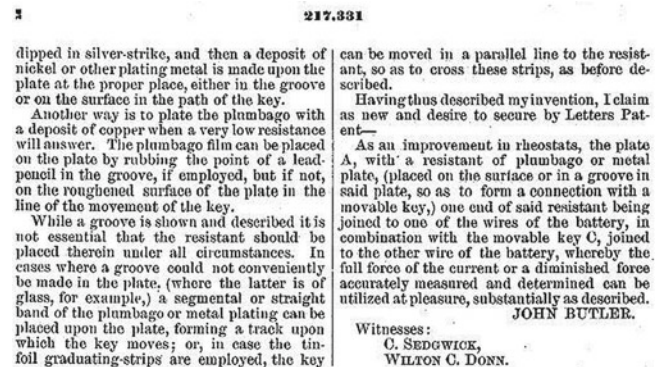 2
217.331
dipped in silver-strike, and then a deposit of
nickel or other plating metal is made upon the
plate at the proper place, either in the groove
or on the surface in the path of the key.
Another way is to plate the plumbago with
a deposit of copper when a very low resistance
will answer. The plumbago film can be placed
on the plate by rubbing the point of a lead-
pencil in the groove, if employed, but if not,
on the roughened surface of the plate in the
line of the movement of the key.
While a groove is shown and described it is
not essential that the resistant should be
placed therein under all circumstances. In
cases where a groove could not conveniently
be made in the plate, (where the latter is of
glass, for example,) a segmental or straight
band of the plumbago or metal plating can be
placed upon the plate, forming a track upon
which the key moves; or, in case the tin-
foil graduating-strips are employed, the key
can be moved in a parallel line to the resist-
ant, so as to cross these strips, as before de-
scribed.
Having thus described my invention, I claim
as new and desire to secure by Letters Pat-
ent—
As an improvement in rheostats, the plate
A, with a resistant of plumbago or metal
plate, (placed on the surface or in a groove in
said plate, so as to form a connection with a
movable key,) one end of said resistant being
joined to one of the wires of the battery, in
combination with the movable key C, joined
to the other wire of the battery, whereby the
full force of the current or a diminished force
accurately measured and determined can be
utilized at pleasure, substantially as described.
JOHN BUTLER.
Witnesses:
C. SEDGWICK,
WILTON C. DONN.